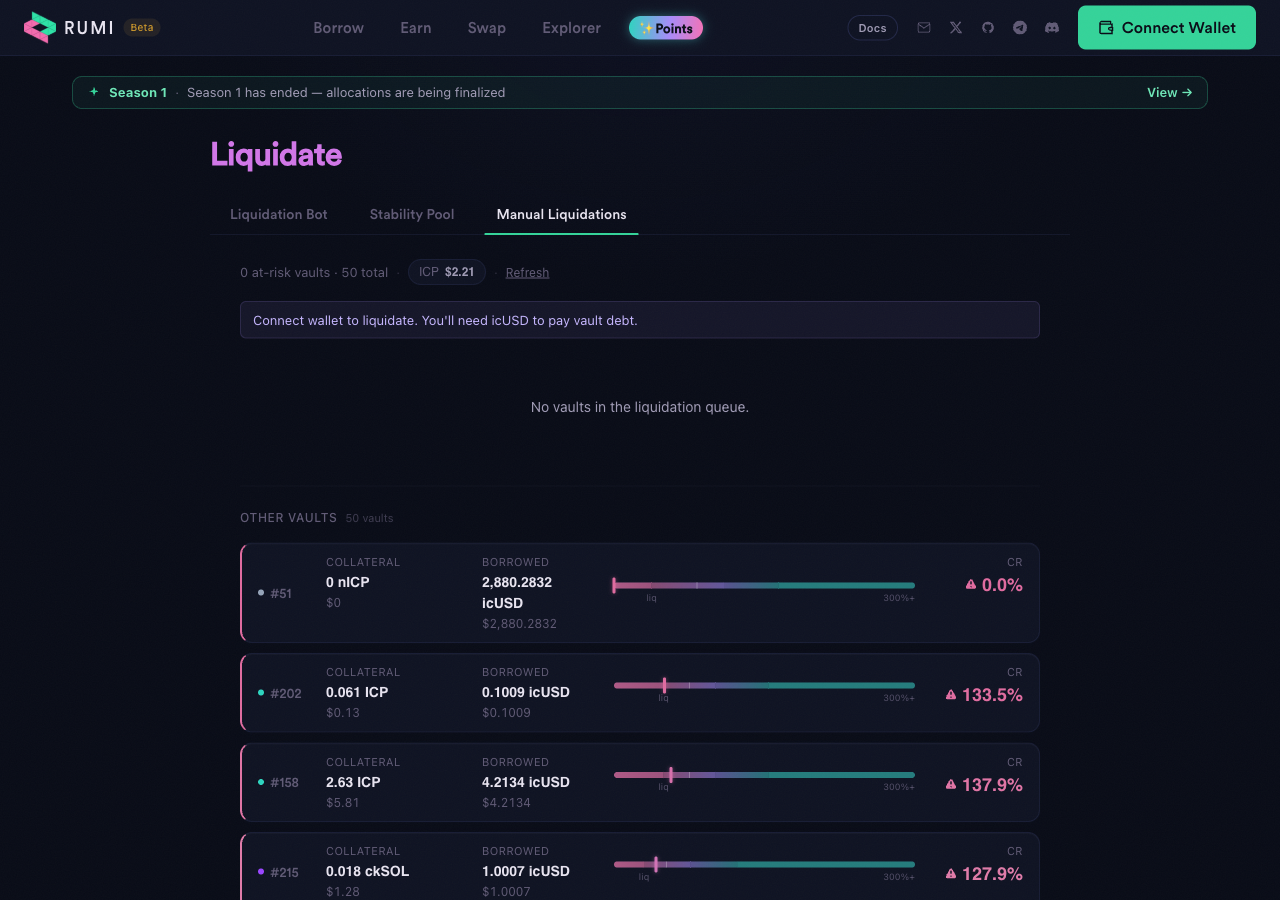 RUMI Beta Borrow Earn Swap Explorer ✨Points Docs Connect Wallet
Season 1 · Season 1 has ended — allocations are being finalized View →
Liquidate
Liquidation Bot Stability Pool Manual Liquidations
0 at-risk vaults · 50 total · ICP $2.21 · Refresh
Connect wallet to liquidate. You'll need icUSD to pay vault debt.
No vaults in the liquidation queue.
OTHER VAULTS 50 vaults
COLLATERAL BORROWED CR
#51 0 nICP 2,880.2832 icUSD 0.0%
$0 $2,880.2832
liq 300%+
COLLATERAL BORROWED CR
#202 0.061 ICP 0.1009 icUSD 133.5%
$0.13 $0.1009
liq 300%+
COLLATERAL BORROWED CR
#158 2.63 ICP 4.2134 icUSD 137.9%
$5.81 $4.2134
liq 300%+
COLLATERAL BORROWED CR
#215 0.018 ckSOL 1.0007 icUSD 127.9%
$1.28 $1.0007
liq 300%+